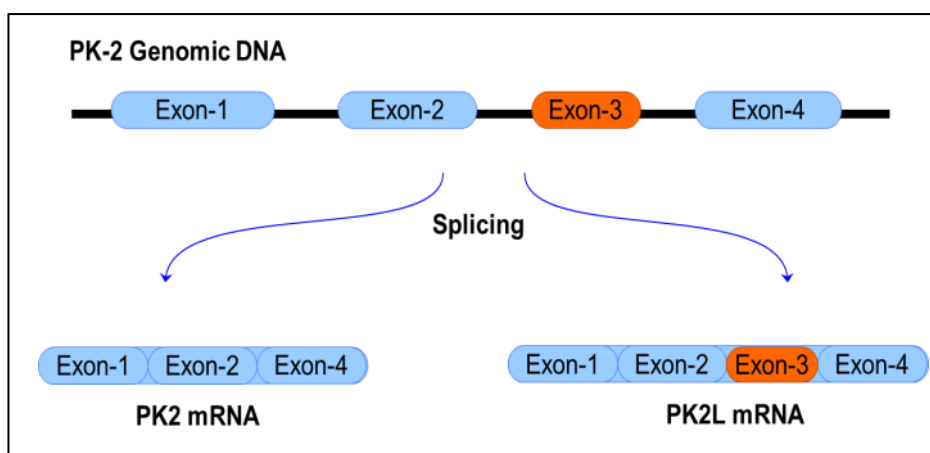 PK-2 Genomic DNA
Exon-1 Exon-2 Exon-3 Exon-4
Splicing
Exon-1 Exon-2 Exon-4 Exon-1 Exon-2 Exon-3 Exon-4
PK2 mRNA PK2L mRNA